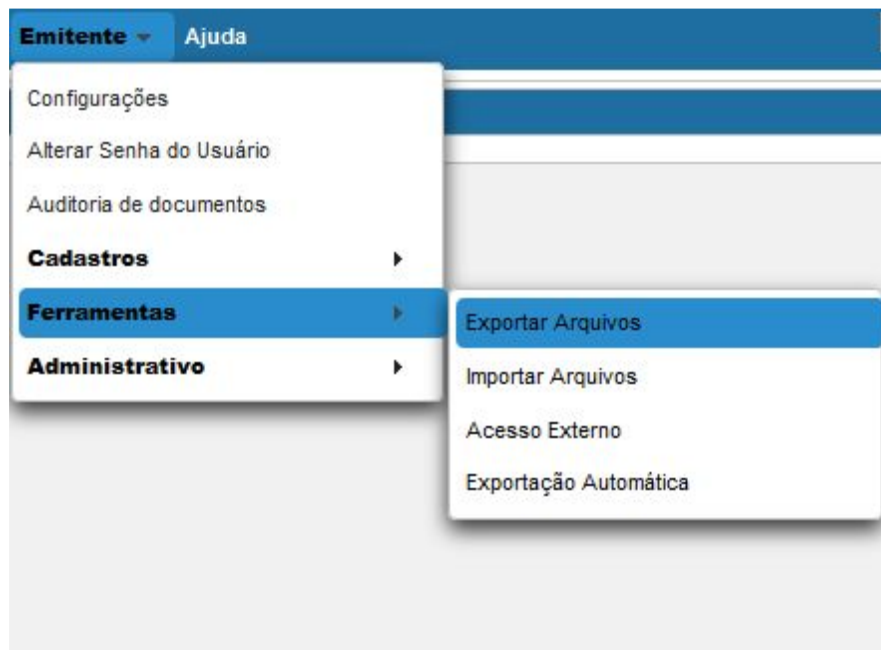 Emitente Ajuda
Configurações
Alterar Senha do Usuário
Auditoria de documentos
Cadastros
Ferramentas
Administrativo
Exportar Arquivos
Importar Arquivos
Acesso Externo
Exportação Automática